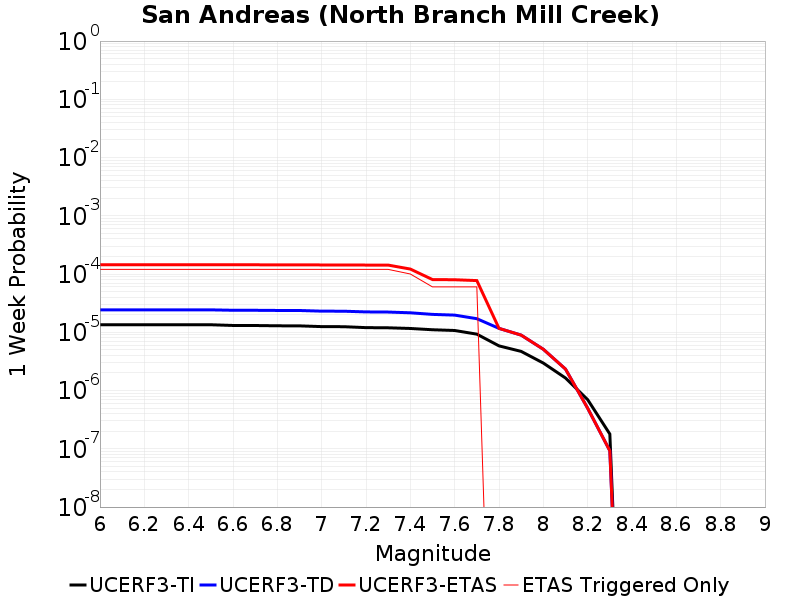 San Andreas (North Branch Mill Creek)
10^0
10^-1
10^-2
10^-3
10^-4
10^-5
10^-6
10^-7
10^-8
1 Week Probability
6 6.2 6.4 6.6 6.8 7 7.2 7.4 7.6 7.8 8 8.2 8.4 8.6 8.8 9
Magnitude
UCERF3-TI UCERF3-TD UCERF3-ETAS ETAS Triggered Only